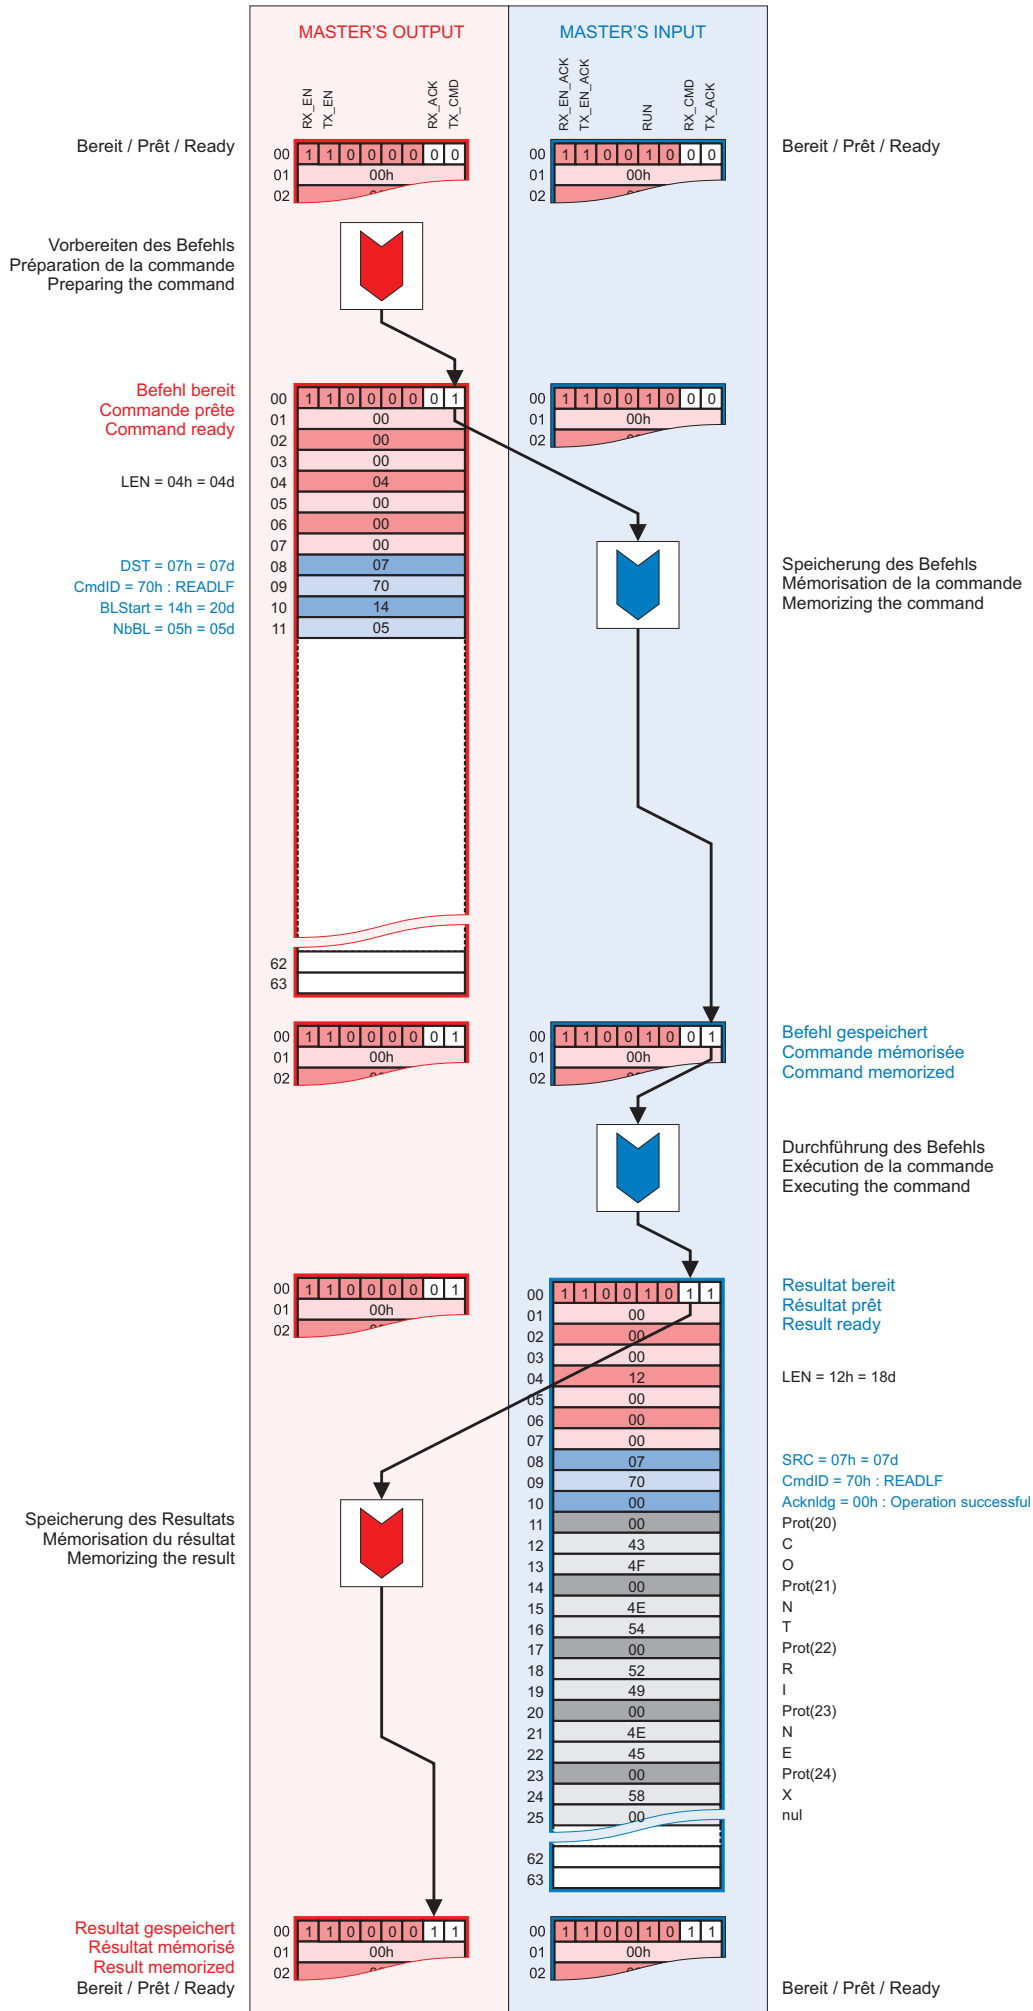 MASTER'S OUTPUT
MASTER'S INPUT
RX_EN
TX_EN
RX_ACK
TX_CMD
RX_EN_ACK
TX_EN_ACK
RUN
RX_CMD
TX_ACK
Bereit / Prêt / Ready
00 1 1 0 0 0 0 0 0
01 00h
02
00 1 1 0 0 1 0 0 0
01 00h
02
Bereit / Prêt / Ready
Vorbereiten des Befehls
Préparation de la commande
Preparing the command
Befehl bereit
Commande prête
Command ready
00 1 1 0 0 0 0 0 1
01 00
02 00
03 00
LEN = 04h = 04d
04 04
05 00
06 00
07 00
DST = 07h = 07d
08 07
CmdID = 70h : READLF
09 70
BLStart = 14h = 20d
10 14
NbBL = 05h = 05d
11 05
62
63
00 1 1 0 0 1 0 0 0
01 00h
02
Speicherung des Befehls
Mémorisation de la commande
Memorizing the command
00 1 1 0 0 0 0 0 1
01 00h
02
00 1 1 0 0 1 0 0 1
01 00h
02
Befehl gespeichert
Commande mémorisée
Command memorized
Durchführung des Befehls
Exécution de la commande
Executing the command
00 1 1 0 0 0 0 0 1
01 00h
02
00 1 1 0 0 1 0 1 1
Resultat bereit
Résultat prêt
Result ready
01 00
02 00
03 00
04 12
LEN = 12h = 18d
05 00
06 00
07 00
08 07
SRC = 07h = 07d
09 70
CmdID = 70h : READLF
10 00
Acknldg = 00h : Operation successful
11 00
Prot(20)
12 43
C
13 4F
O
14 00
Prot(21)
15 4E
N
16 54
T
17 00
Prot(22)
18 52
R
19 49
I
20 00
Prot(23)
21 4E
N
22 45
E
23 00
Prot(24)
24 58
X
25 00
nul
62
63
Speicherung des Resultats
Mémorisation du résultat
Memorizing the result
Resultat gespeichert
Résultat mémorisé
Result memorized
Bereit / Prêt / Ready
00 1 1 0 0 0 0 1 1
01 00h
02
00 1 1 0 0 1 0 1 1
01 00h
02
Bereit / Prêt / Ready